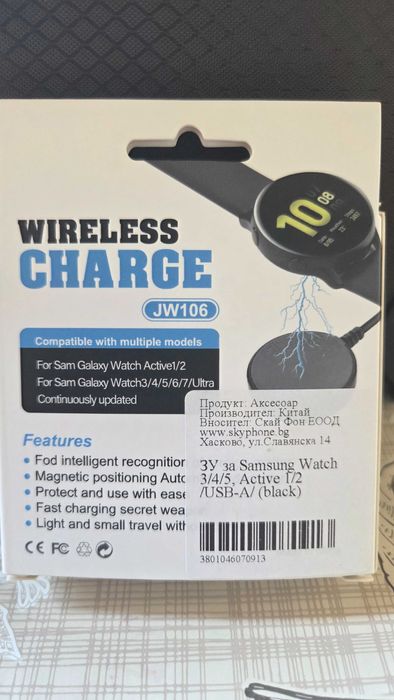 WIRELESS
CHARGE
JW106
Compatible with multiple models
For Sam Galaxy Watch Active1/2
For Sam Galaxy Watch3/4/5/6/7/Ultra
Continuously updated
Features
• Fod intelligent recognition
• Magnetic positioning Auto
• Protect and use with ease
• Fast charging secret wea
• Light and small travel with
CE FC
10
08
Продукт: Аксесоар
Производител: Китай
Вносител: Скай Фон ЕООД
www.skyphone.bg
Хасково, ул.Славянска 14
ЗУ за Samsung Watch
3/4/5, Active 1/2
/USB-A/ (black)
3801046070913